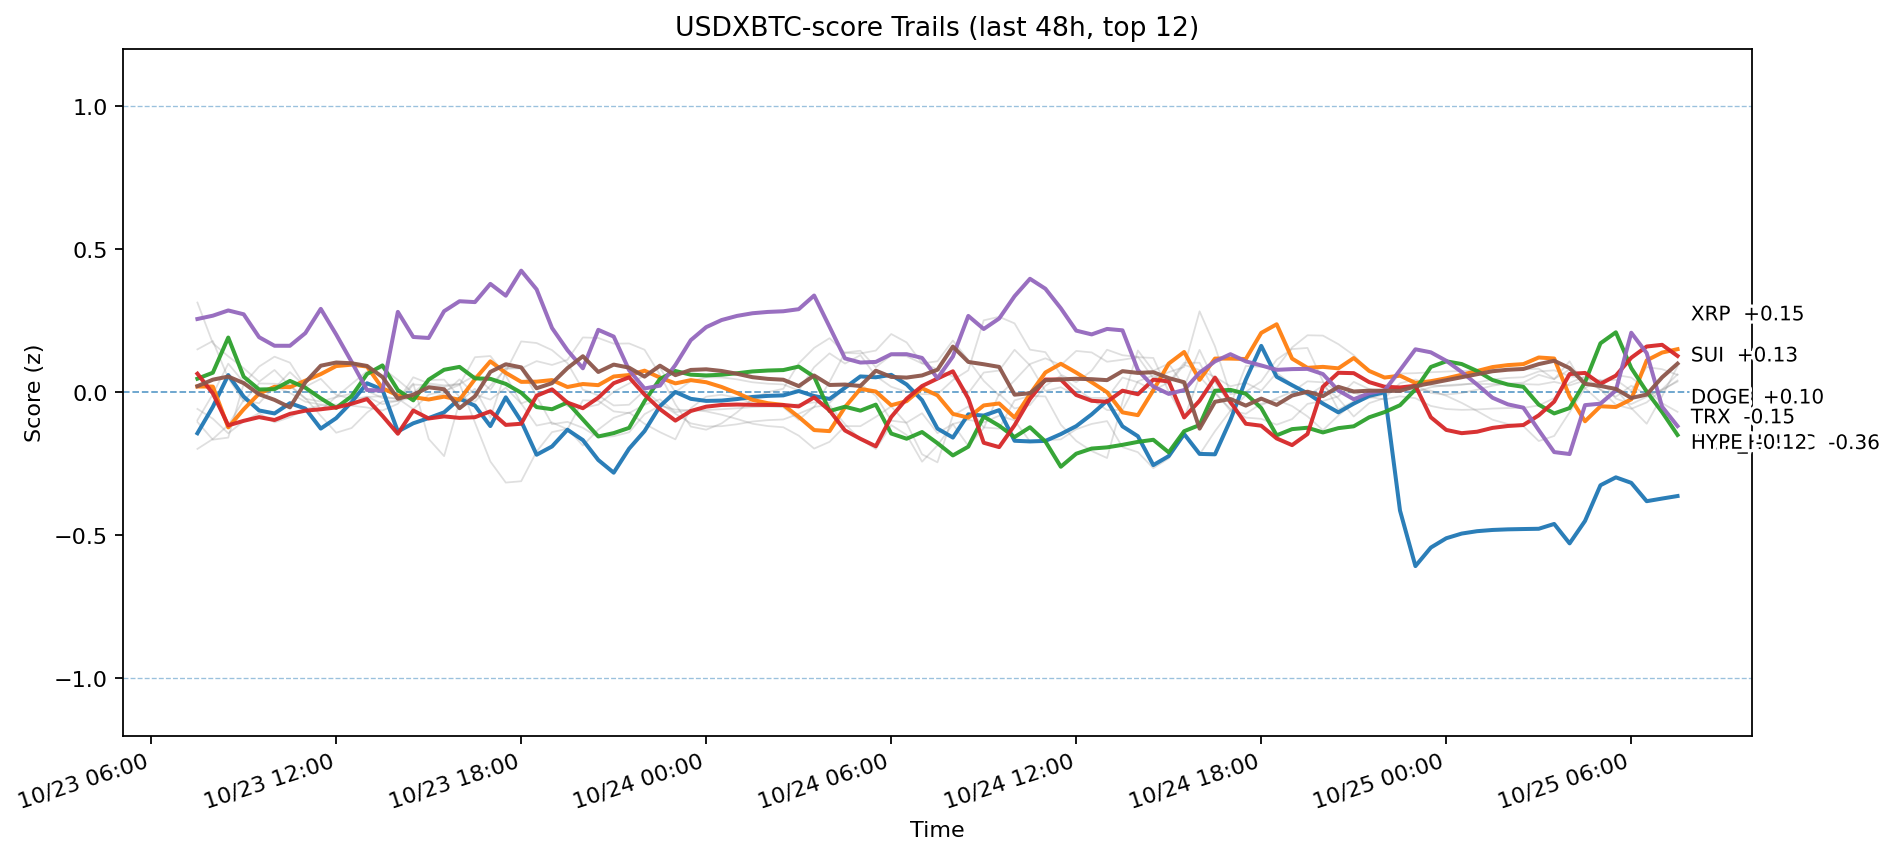 USDXBTC-score Trails (last 48h, top 12)
Score (z)
1.0
0.5
0.0
−0.5
−1.0
XRP +0.15
SUI +0.13
DOGE +0.10
TRX -0.15
HYPE -0.12 -0.36
10/23 06:00
10/23 12:00
10/23 18:00
10/24 00:00
10/24 06:00
10/24 12:00
10/24 18:00
10/25 00:00
10/25 06:00
Time